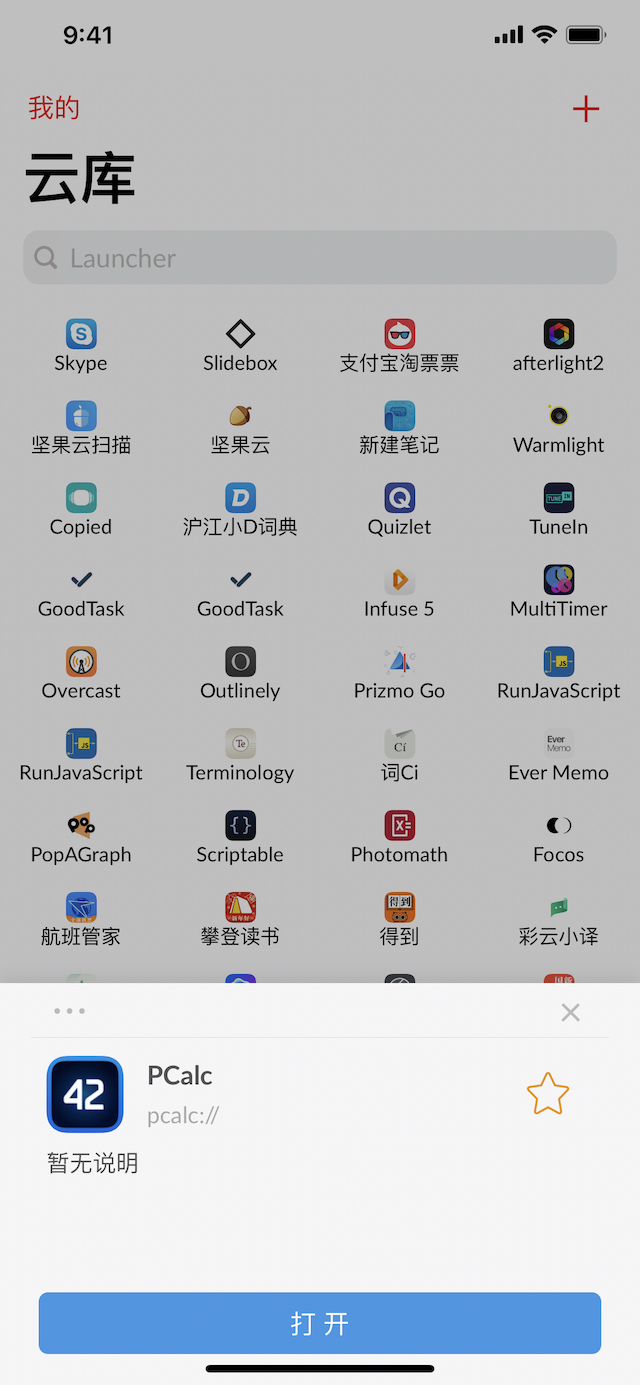 9:41
我的
云库
Launcher
Skype
Slidebox
支付宝淘票票
afterlight2
坚果云扫描
坚果云
新建笔记
Warmlight
Copied
沪江小D词典
Quizlet
TuneIn
GoodTask
GoodTask
Infuse 5
MultiTimer
Overcast
Outlinely
Prizmo Go
RunJavaScript
RunJavaScript
Terminology
词Ci
Ever Memo
PopAGraph
Scriptable
Photomath
Focos
航班管家
攀登读书
得到
彩云小译
42
PCalc
pcalc://
暂无说明
打开